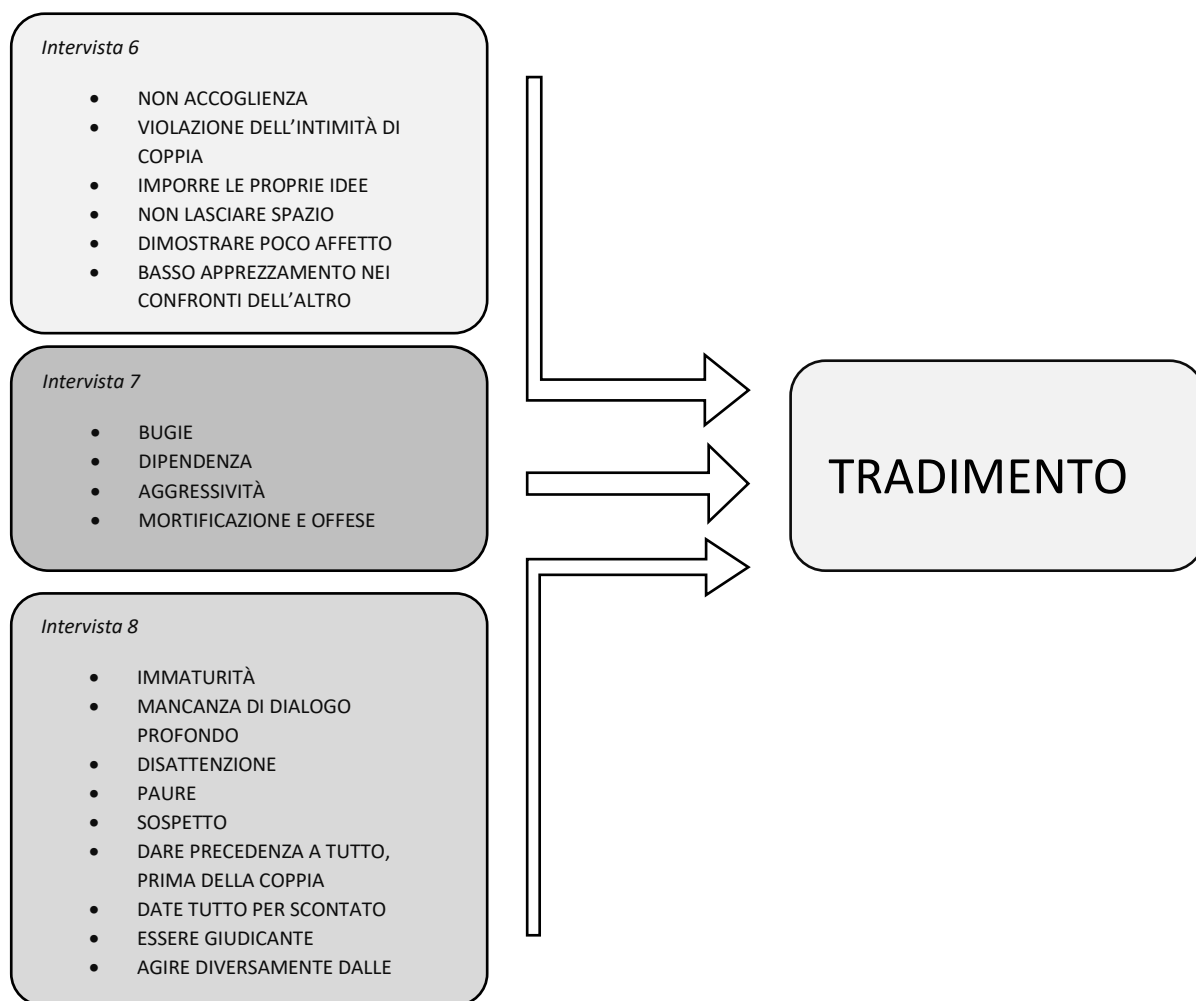 Intervista 6
• NON ACCOGLIENZA
• VIOLAZIONE DELL’INTIMITÀ DI
COPPIA
• IMPORRE LE PROPRIE IDEE
• NON LASCIARE SPAZIO
• DIMOSTRARE POCO AFFETTO
• BASSO APPREZZAMENTO NEI
CONFRONTI DELL’ALTRO
Intervista 7
• BUGIE
• DIPENDENZA
• AGGRESSIVITÀ
• MORTIFICAZIONE E OFFESE
Intervista 8
• IMMATURITÀ
• MANCANZA DI DIALOGO
PROFONDO
• DISATTENZIONE
• PAURE
• SOSPETTO
• DARE PRECEDENZA A TUTTO,
PRIMA DELLA COPPIA
• DATE TUTTO PER SCONTATO
• ESSERE GIUDICANTE
• AGIRE DIVERSAMENTE DALLE
TRADIMENTO